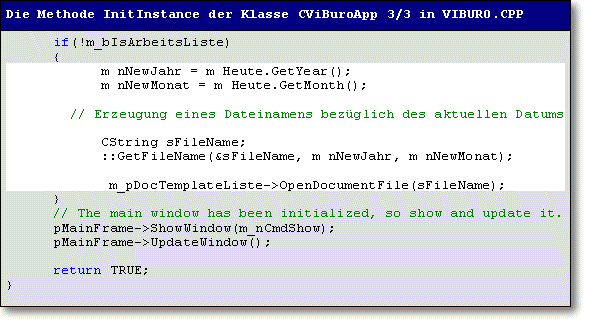 Die Methode InitInstance der Klasse CViBuroApp 3/3 in VIBURO.CPP
if(!m_bIsArbeitsListe)
{
m nNewJahr = m Heute.GetYear();
m nNewMonat = m Heute.GetMonth();
// Erzeugung eines Dateinamens bezüglich des aktuellen Datums
CString sFileName;
::GetFileName(&sFileName, m nNewJahr, m nNewMonat);
m_pDocTemplateListe->OpenDocumentFile(sFileName);
}
// The main window has been initialized, so show and update it.
pMainFrame->ShowWindow(m_nCmdShow);
pMainFrame->UpdateWindow();
return TRUE;
}